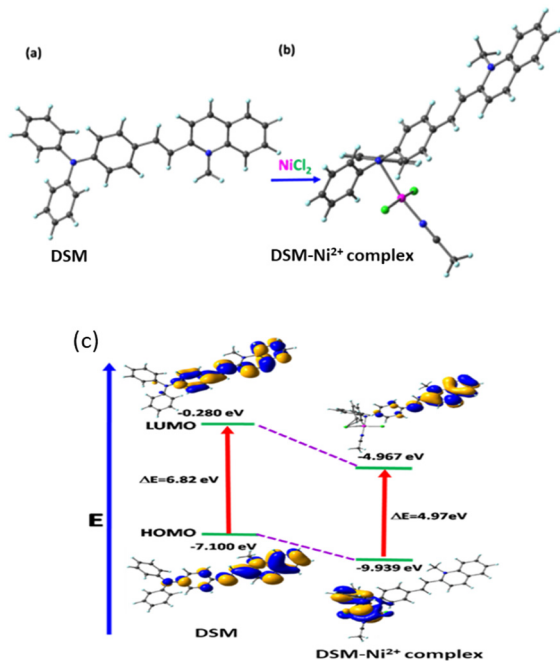 (a)
(b)
NiCl₂
DSM
DSM-Ni²⁺ complex
(c)
-0.280 eV
LUMO
-4.967 eV
ΔE=6.82 eV
ΔE=4.97eV
E
HOMO
-7.100 eV
-9.939 eV
DSM
DSM-Ni²⁺ complex